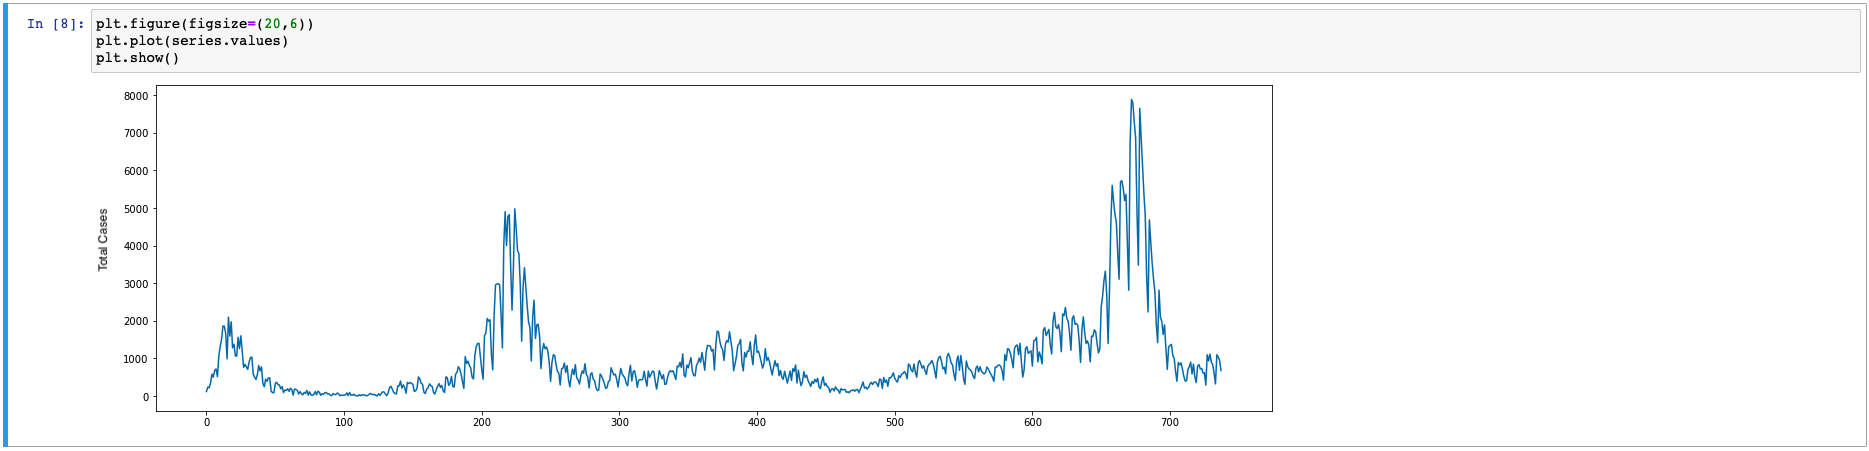 In [8]: plt.figure(figsize=(20,6))
plt.plot(series.values)
plt.show()
8000
7000
6000
5000
4000
3000
2000
1000
0
Total Cases
0 100 200 300 400 500 600 700